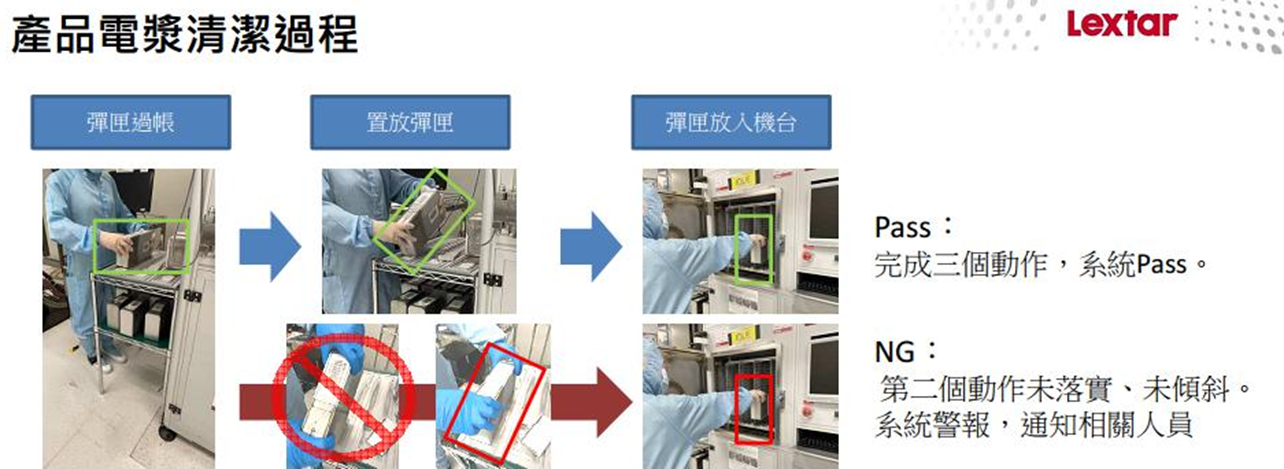 產品電漿清潔過程
Lextar
彈匣過帳
置放彈匣
彈匣放入機台
IDLE
Pass：
完成三個動作，系統Pass。
NG：
第二個動作未落實、未傾斜。
系統警報，通知相關人員